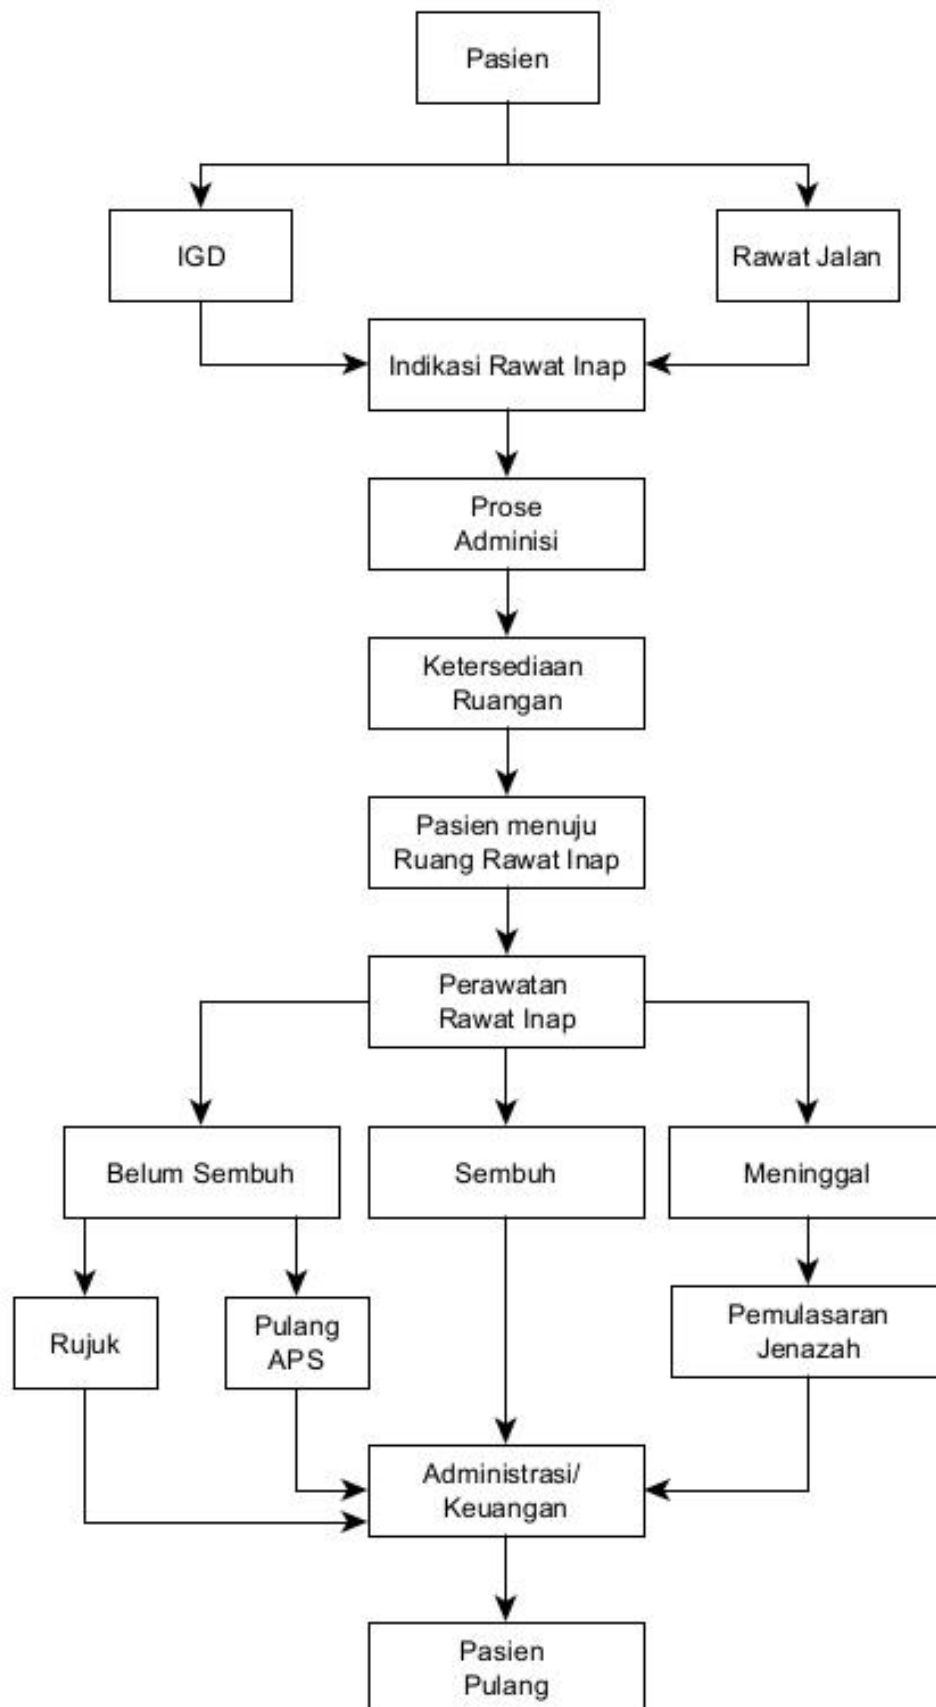 Pasien
IGD
Rawat Jalan
Indikasi Rawat Inap
Prose
Adminisi
Ketersediaan
Ruangan
Pasien menuju
Ruang Rawat Inap
Perawatan
Rawat Inap
Belum Sembuh
Sembuh
Meninggal
Rujuk
Pulang
APS
Pemulasaran
Jenazah
Administrasi/
Keuangan
Pasien
Pulang